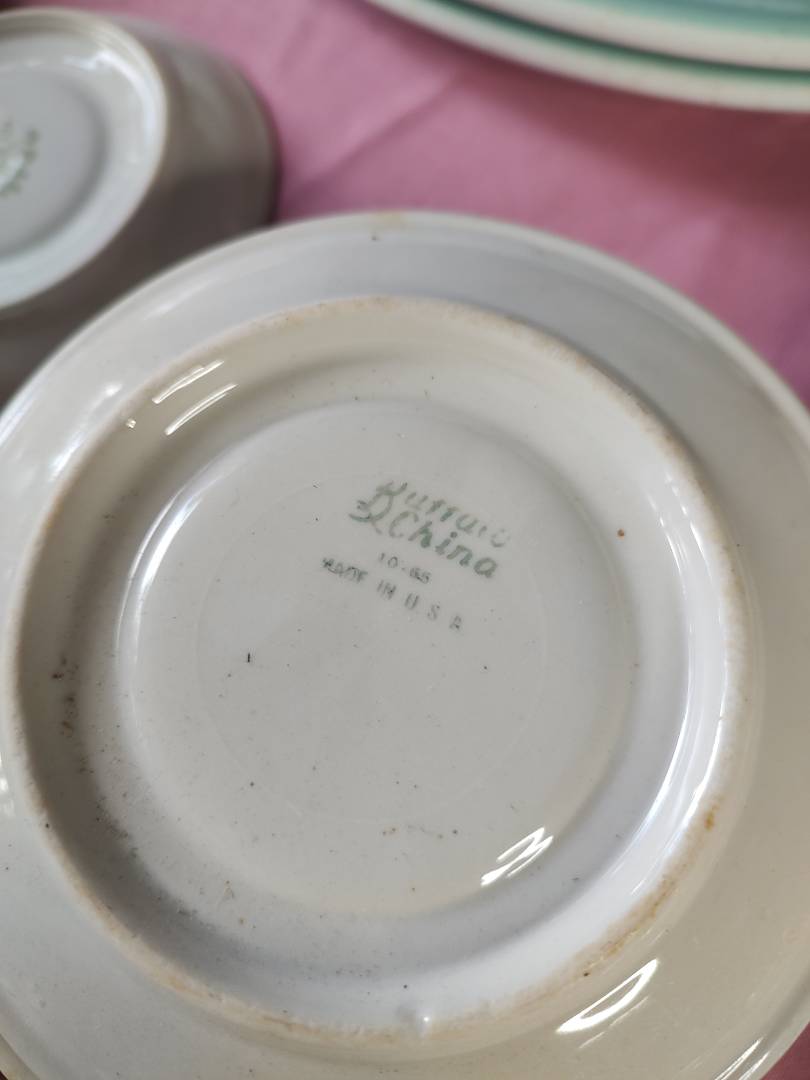 Buffalo
China
10-65
MADE IN U S A